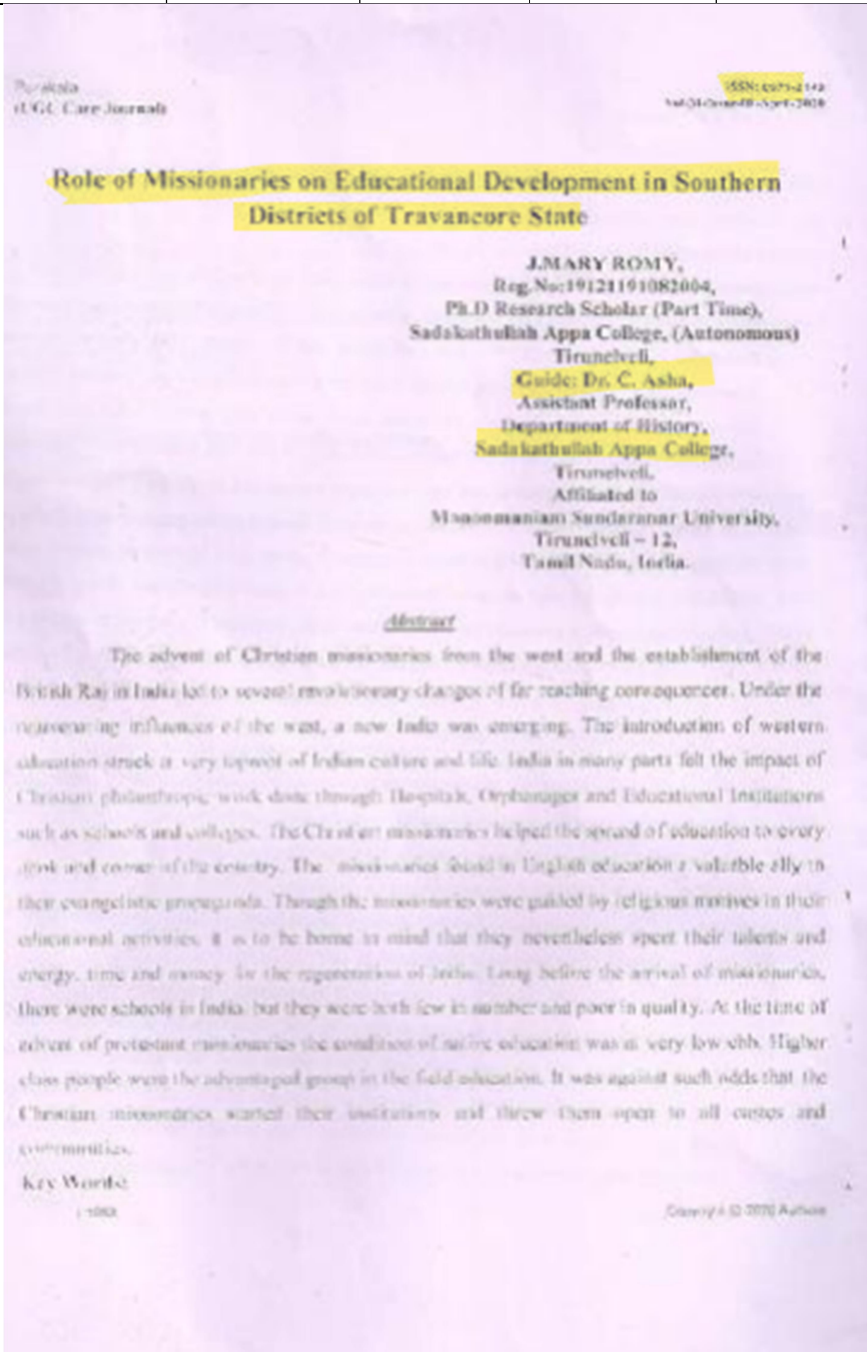 Purakala
(UGC Care Journal)
ISSN: 0971-2143
Role of Missionaries on Educational Development in Southern
Districts of Travancore State
J.MARY ROMY,
Reg.No:19121191082004,
Ph.D Research Scholar (Part Time),
Sadakathullah Appa College, (Autonomous)
Tirunelveli,
Guide: Dr. C. Asha,
Assistant Professor,
Department of History,
Sadakathullah Appa College,
Tirunelveli,
Affiliated to
Manonmaniam Sundaranar University,
Tirunelveli – 12,
Tamil Nadu, India.
Abstract
The advent of Christian missionaries from the west and the establishment of the
British Raj in India led to several revolutionary changes of far reaching consequences. Under the
influences of the west, a new India was emerging. The introduction of western
education struck at very taproot of Indian culture and life. India in many parts felt the impact of
Christian philanthropic work done through Hospitals, Orphanages and Educational Institutions
such as schools and colleges. The Christian missionaries helped the spread of education to every
nook and corner of the country. The missionaries found in English education a valuable ally to
their evangelistic propaganda. Though the missionaries were guided by religious motives in their
educational activities, it is to be borne in mind that they nevertheless spent their talents and
energy, time and money for the regeneration of India. Long before the arrival of missionaries,
there were schools in India, but they were both few in number and poor in quality. At the time of
advent of protestant missionaries the condition of native education was at very low ebb. Higher
class people were the advantaged group in the field education. It was against such odds that the
Christian missionaries started their institutions and threw them open to all castes and
communities.
Key Words:
Copyright © 2020 Authors